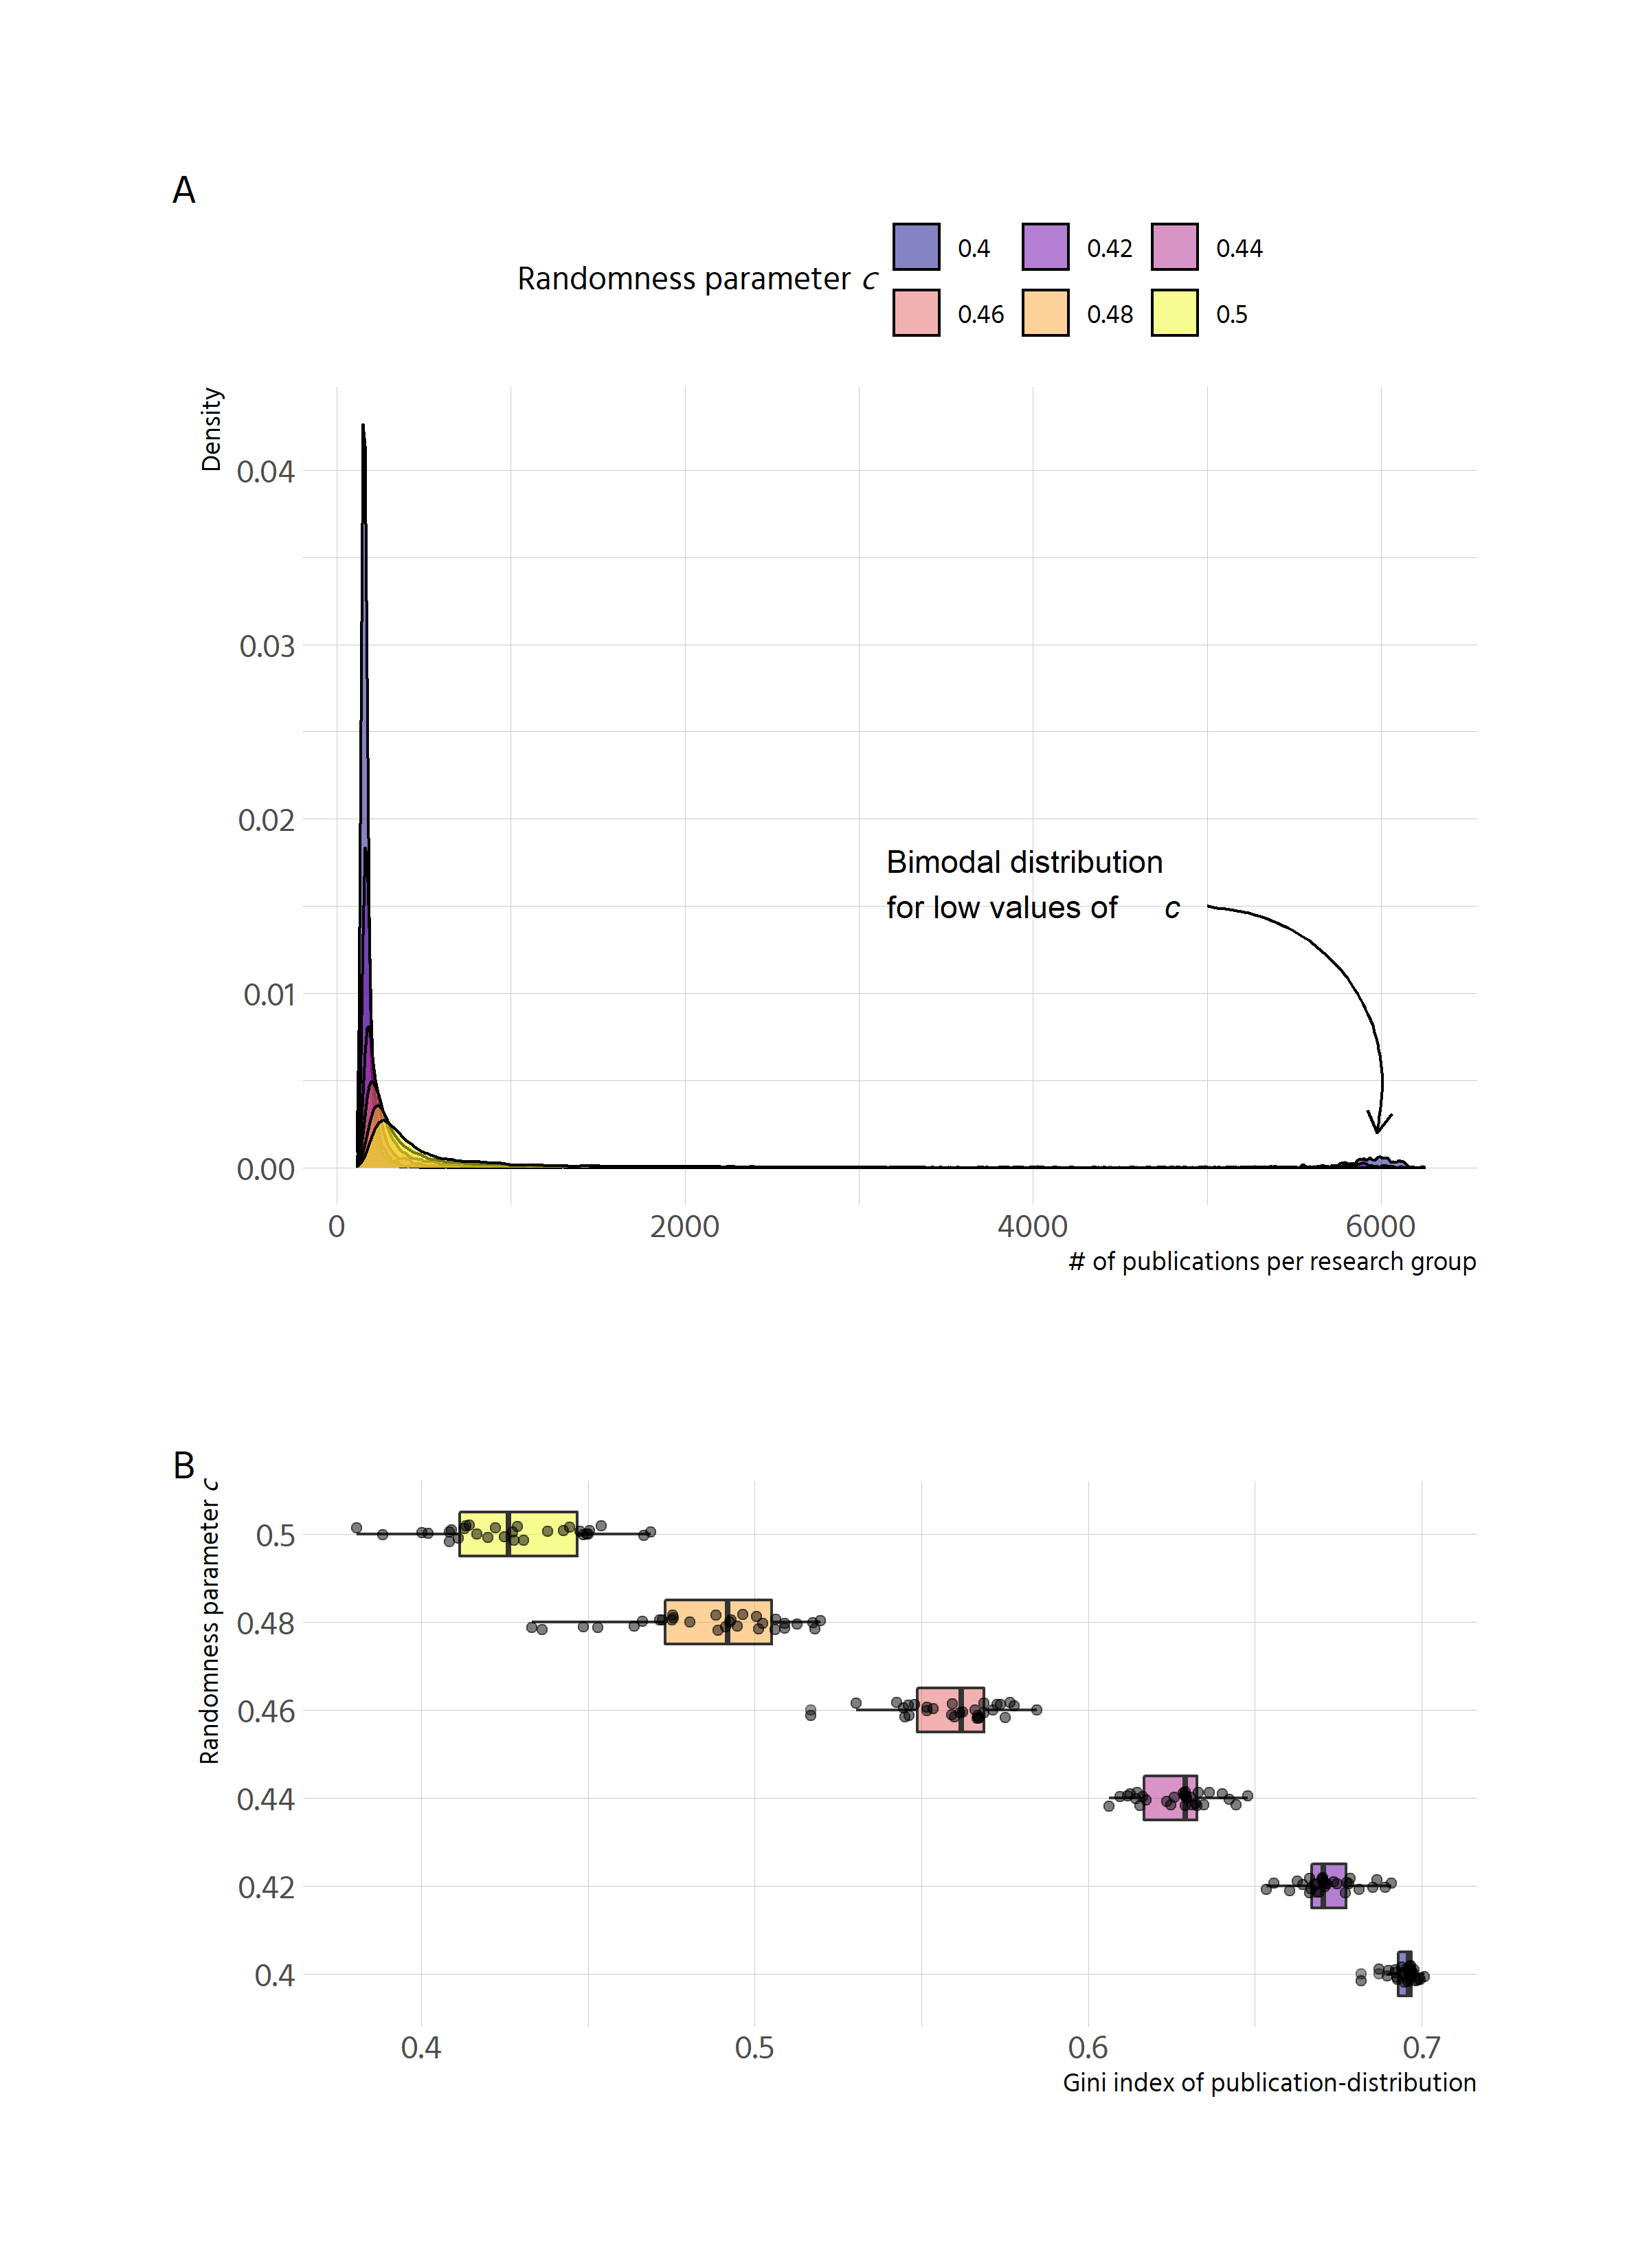 A
Randomness parameter c
0.4 0.42 0.44
0.46 0.48 0.5
Density
0.04
0.03
0.02
0.01
0.00
Bimodal distribution
for low values of c
0 2000 4000 6000
# of publications per research group
B
Randomness parameter c
0.5
0.48
0.46
0.44
0.42
0.4
0.4 0.5 0.6 0.7
Gini index of publication-distribution